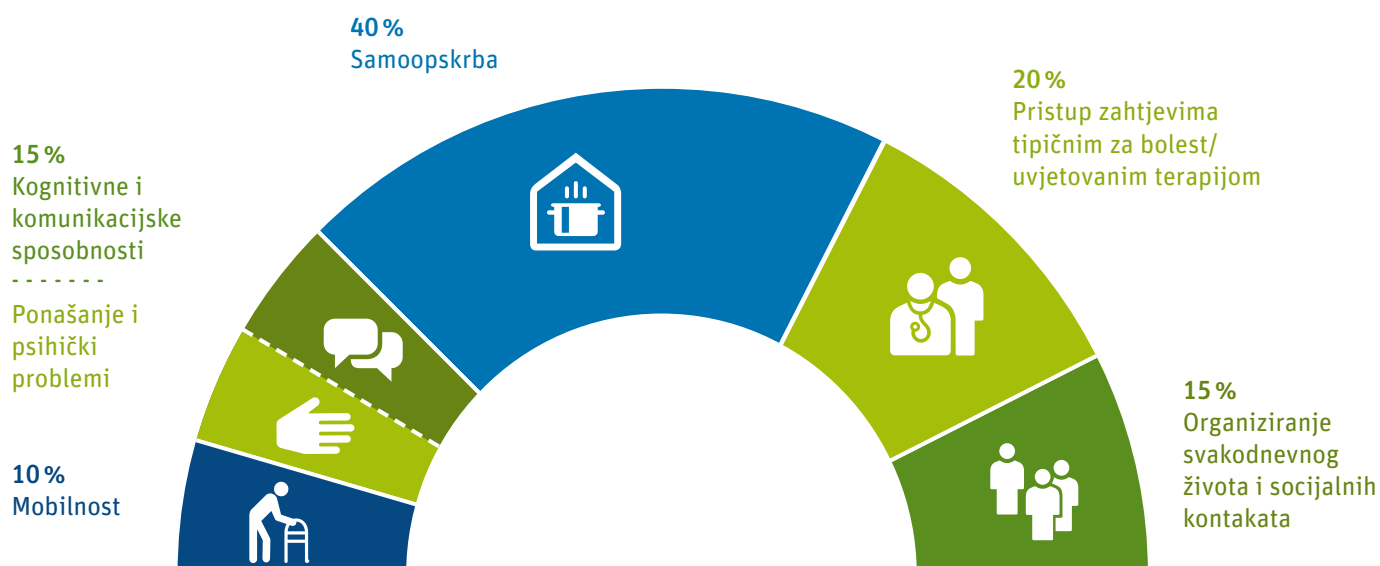 40 %
Samoopskrba
20 %
Pristup zahtjevima
tipičnim za bolest/
uvjetovanim terapijom
15 %
Kognitivne i
komunikacijske
sposobnosti
- - - - - - -
Ponašanje i
psihički
problemi
10 %
Mobilnost
15 %
Organiziranje
svakodnevnog
života i socijalnih
kontakata